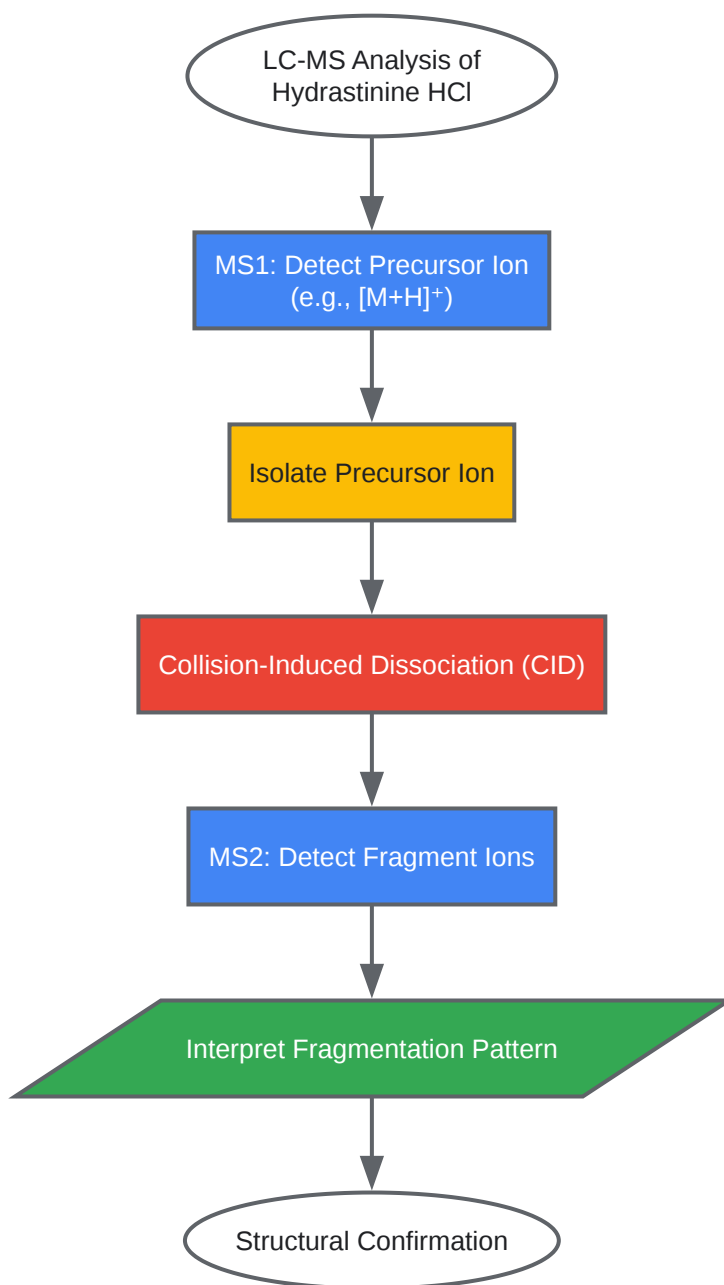 LC-MS Analysis of
Hydrastinine HCl
MS1: Detect Precursor Ion
(e.g., [M+H]⁺)
Isolate Precursor Ion
Collision-Induced Dissociation (CID)
MS2: Detect Fragment Ions
Interpret Fragmentation Pattern
Structural Confirmation